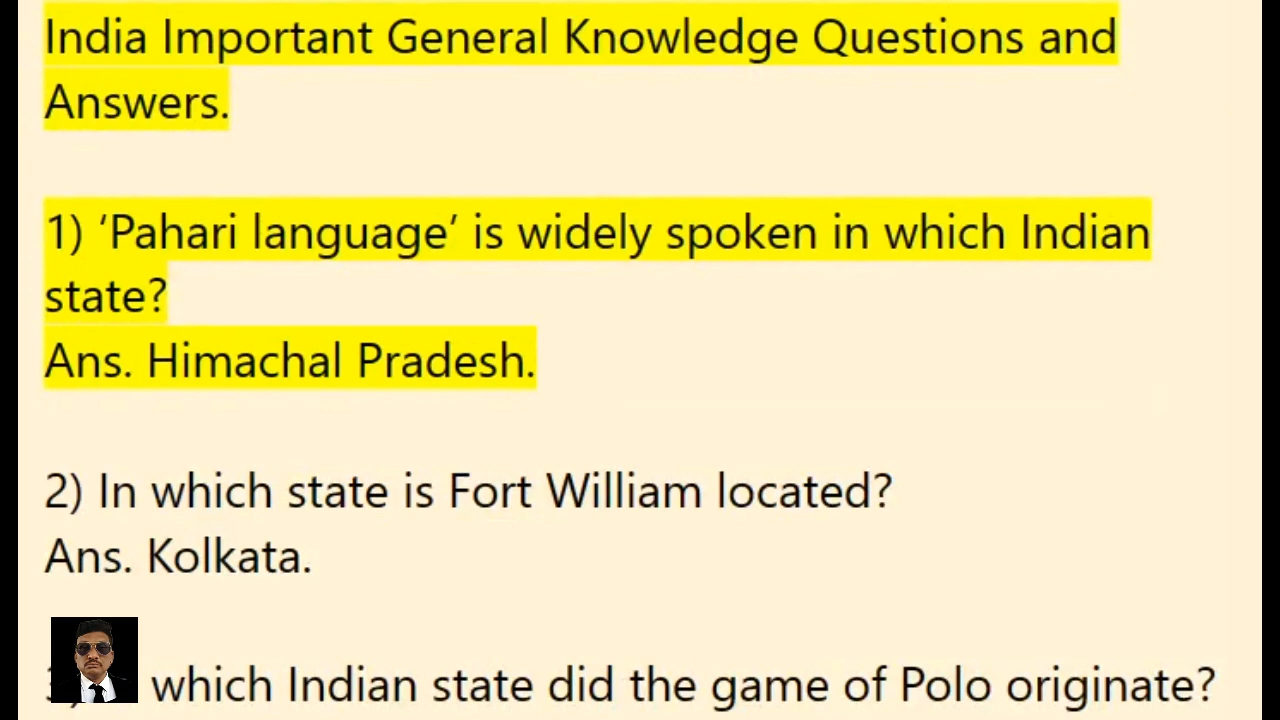 India Important General Knowledge Questions and
Answers.
1) ‘Pahari language’ is widely spoken in which Indian
state?
Ans. Himachal Pradesh.
2) In which state is Fort William located?
Ans. Kolkata.
which Indian state did the game of Polo originate?